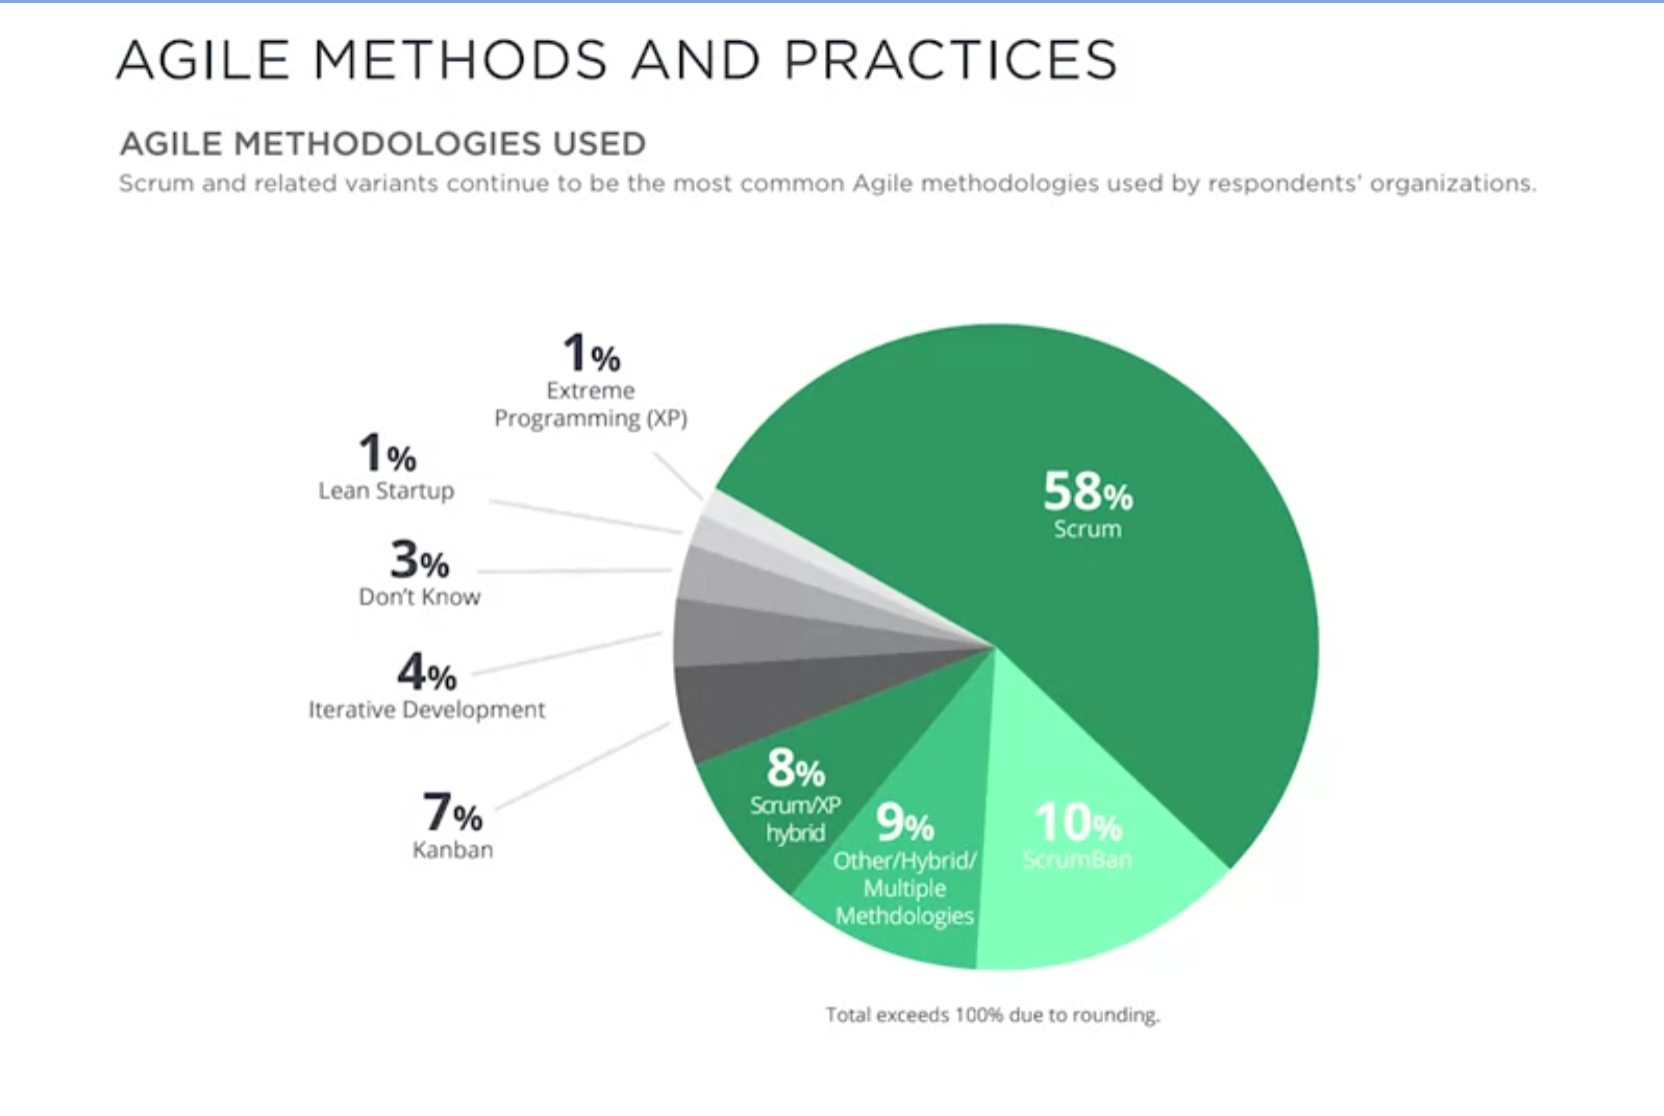 AGILE METHODS AND PRACTICES
AGILE METHODOLOGIES USED
Scrum and related variants continue to be the most common Agile methodologies used by respondents' organizations.
1%
Extreme
Programming (XP)
1%
Lean Startup
3%
Don't Know
4%
Iterative Development
7%
Kanban
58%
Scrum
8%
Scrum/XP
hybrid
9%
Other/Hybrid/
Multiple
Methdologies
10%
ScrumBan
Total exceeds 100% due to rounding.